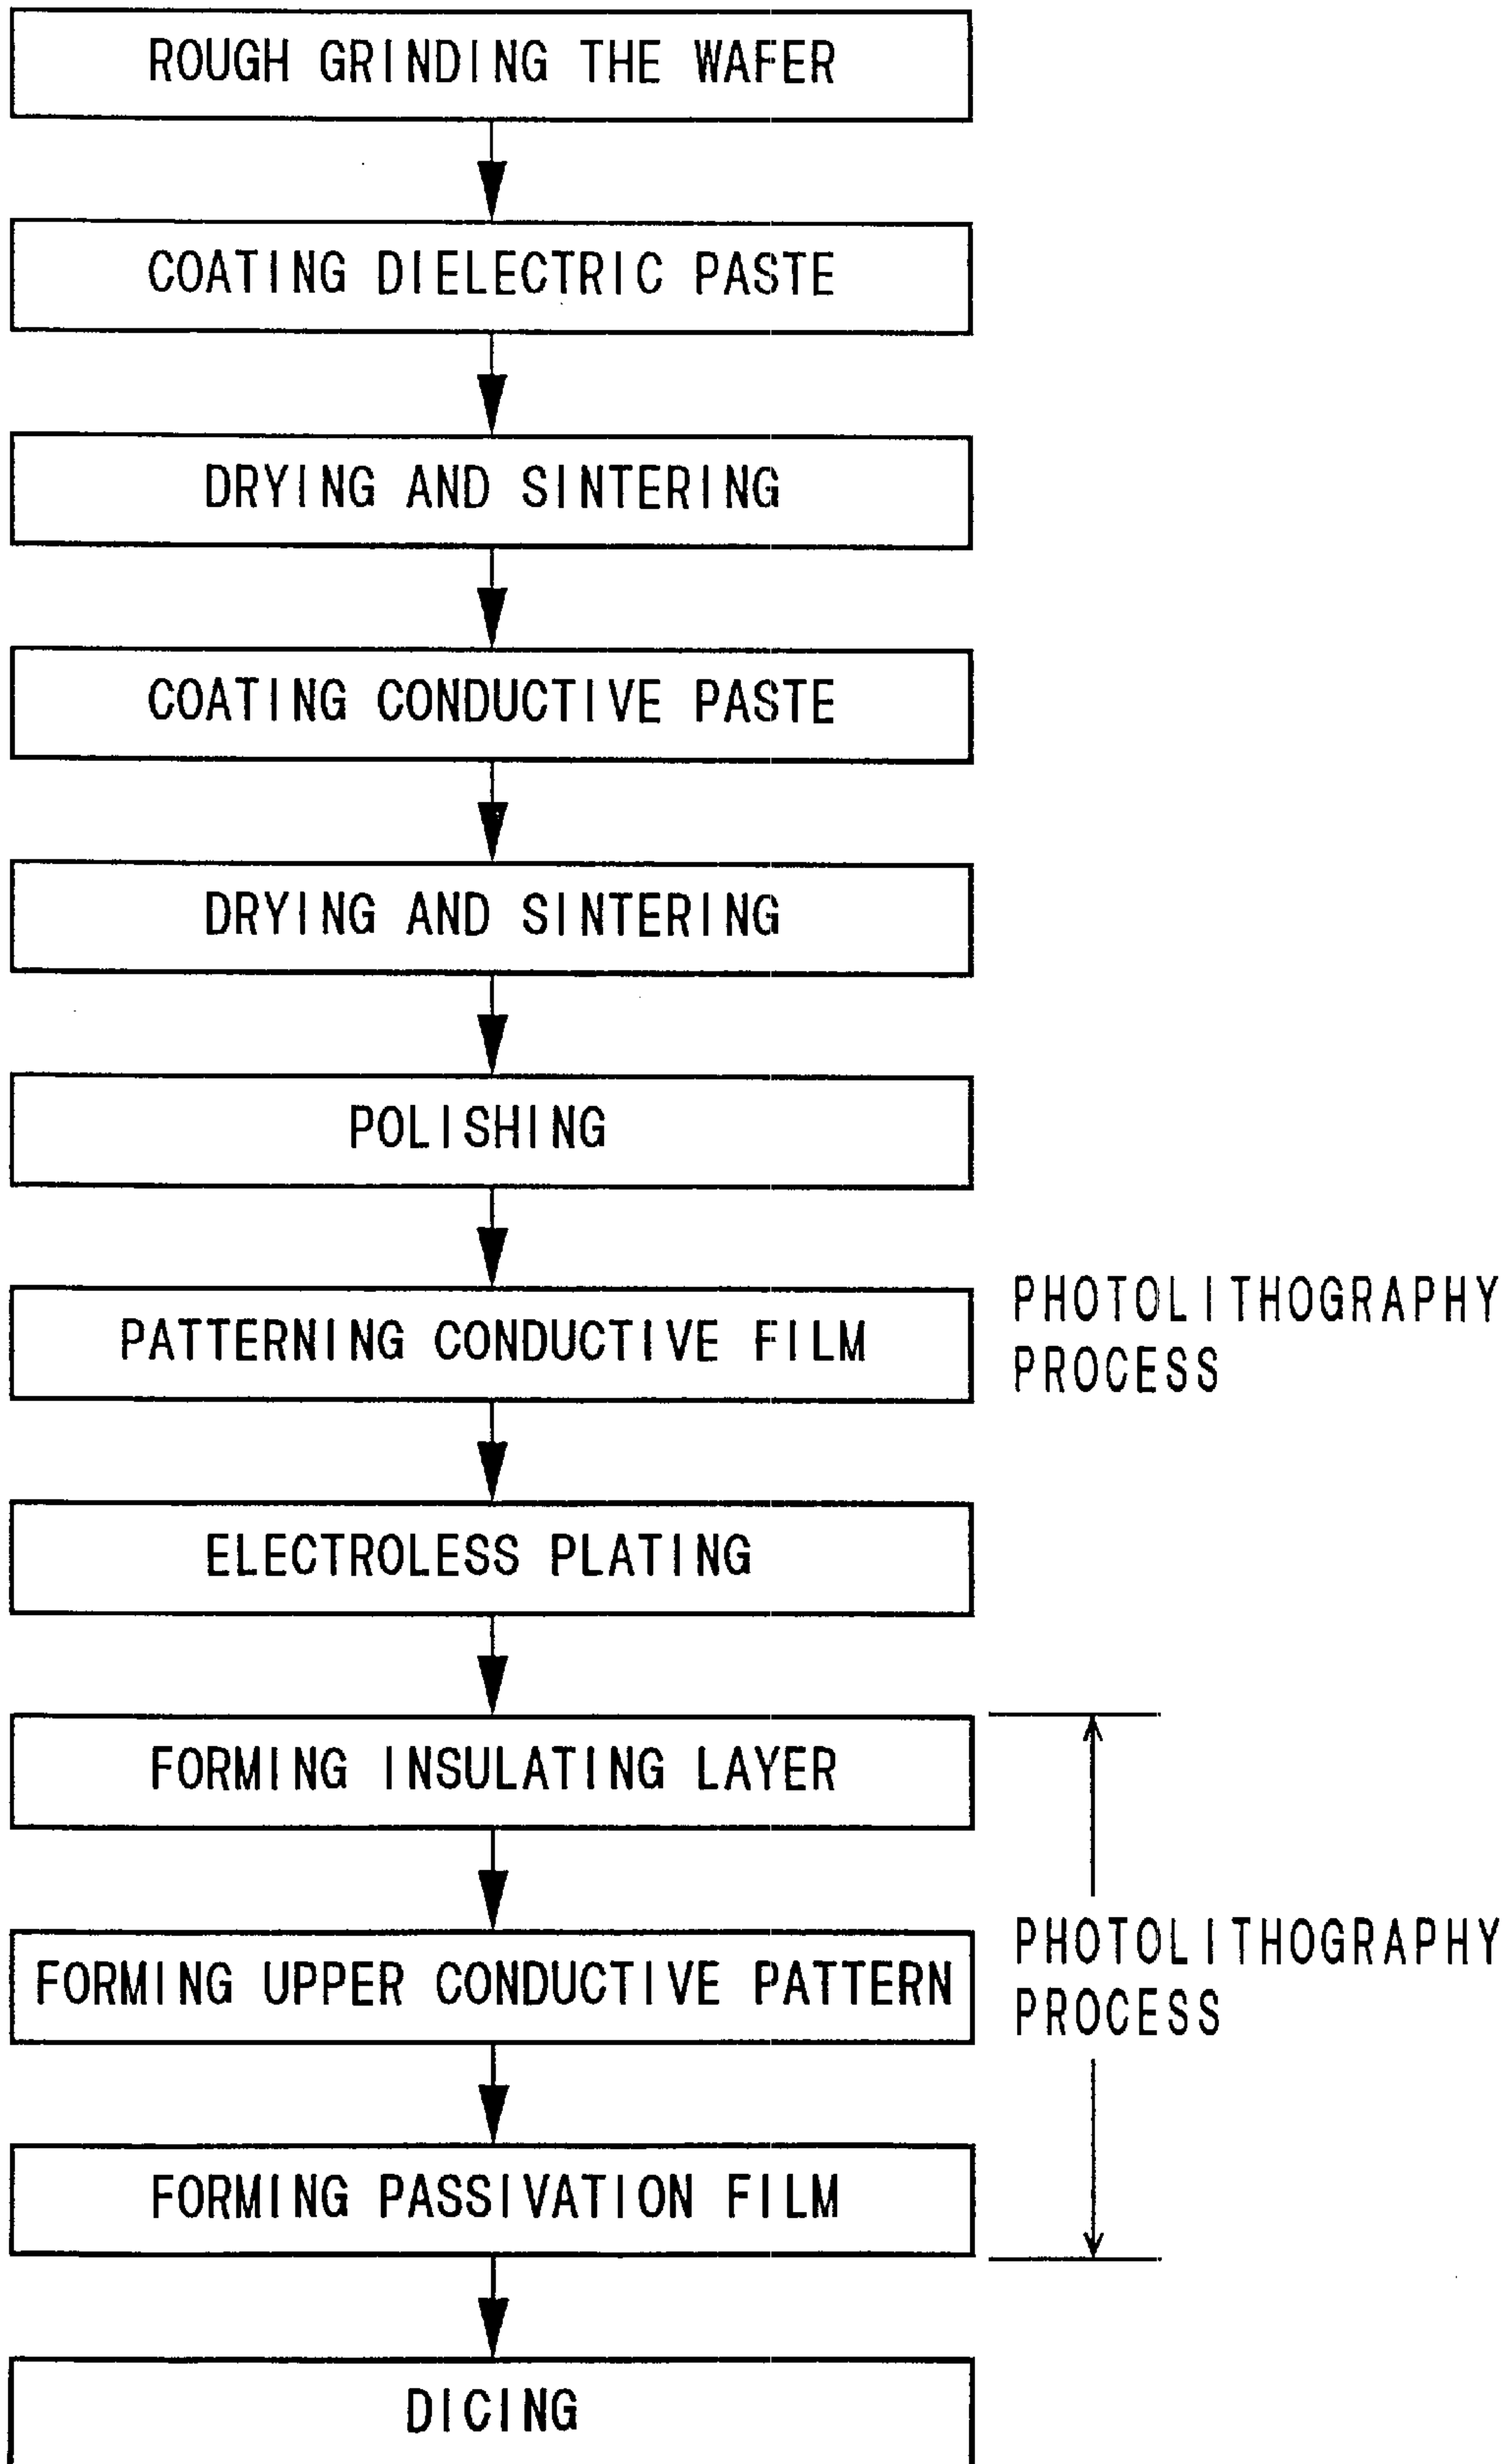 ROUGH GRINDING THE WAFER
COATING DIELECTRIC PASTE
DRYING AND SINTERING
COATING CONDUCTIVE PASTE
DRYING AND SINTERING
POLISHING
PATTERNING CONDUCTIVE FILM
PHOTOLITHOGRAPHY
PROCESS
ELECTROLESS PLATING
FORMING INSULATING LAYER
FORMING UPPER CONDUCTIVE PATTERN
PHOTOLITHOGRAPHY
PROCESS
FORMING PASSIVATION FILM
DICING